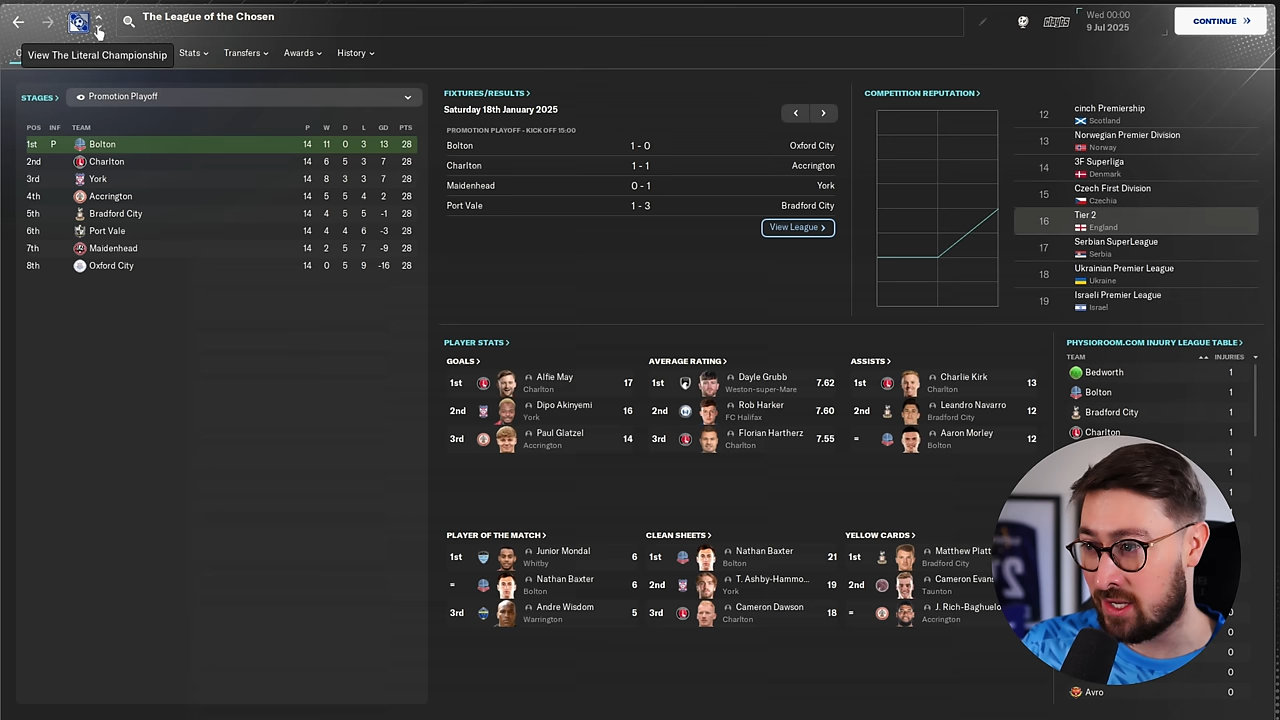 The League of the Chosen
Wed 00:00
9 Jul 2025
CONTINUE
View The Literal Championship
Stats
Transfers
Awards
History
STAGES
Promotion Playoff
POS INF TEAM P W D L GD PTS
1st P Bolton 14 11 0 3 13 28
2nd Charlton 14 6 5 3 7 28
3rd York 14 8 3 3 7 28
4th Accrington 14 5 5 4 2 28
5th Bradford City 14 4 5 5 -1 28
6th Port Vale 14 4 4 6 -3 28
7th Maidenhead 14 2 5 7 -9 28
8th Oxford City 14 0 5 9 -16 28
FIXTURES/RESULTS
Saturday 18th January 2025
PROMOTION PLAYOFF - KICK OFF 15:00
Bolton 1 - 0 Oxford City
Charlton 1 - 1 Accrington
Maidenhead 0 - 1 York
Port Vale 1 - 3 Bradford City
View League
COMPETITION REPUTATION
12 cinch Premiership
Scotland
13 Norwegian Premier Division
Norway
14 3F Superliga
Denmark
15 Czech First Division
Czechia
16 Tier 2
England
17 Serbian SuperLeague
Serbia
18 Ukrainian Premier League
Ukraine
19 Israeli Premier League
Israel
PLAYER STATS
GOALS
1st Alfie May 17
Charlton
2nd Dipo Akinyemi 16
York
3rd Paul Glatzel 14
Accrington
AVERAGE RATING
1st Dayle Grubb 7.62
Weston-super-Mare
2nd Rob Harker 7.60
FC Halifax
3rd Florian Hartherz 7.55
Charlton
ASSISTS
1st Charlie Kirk 13
Charlton
2nd Leandro Navarro 12
Bradford City
= Aaron Morley 12
Bolton
PLAYER OF THE MATCH
1st Junior Mondal 6
Whitby
= Nathan Baxter 6
Bolton
3rd Andre Wisdom 5
Warrington
CLEAN SHEETS
1st Nathan Baxter 21
Bolton
2nd T. Ashby-Hammo... 19
York
3rd Cameron Dawson 18
Charlton
YELLOW CARDS
1st Matthew Platt
Bradford City
2nd Cameron Evans
Taunton
= J. Rich-Baghuelo
Accrington
PHYSIOROOM.COM INJURY LEAGUE TABLE
TEAM INJURIES
Bedworth 1
Bolton 1
Bradford City 1
Charlton 1
1
1
1
0
0
0
0
Avro 0